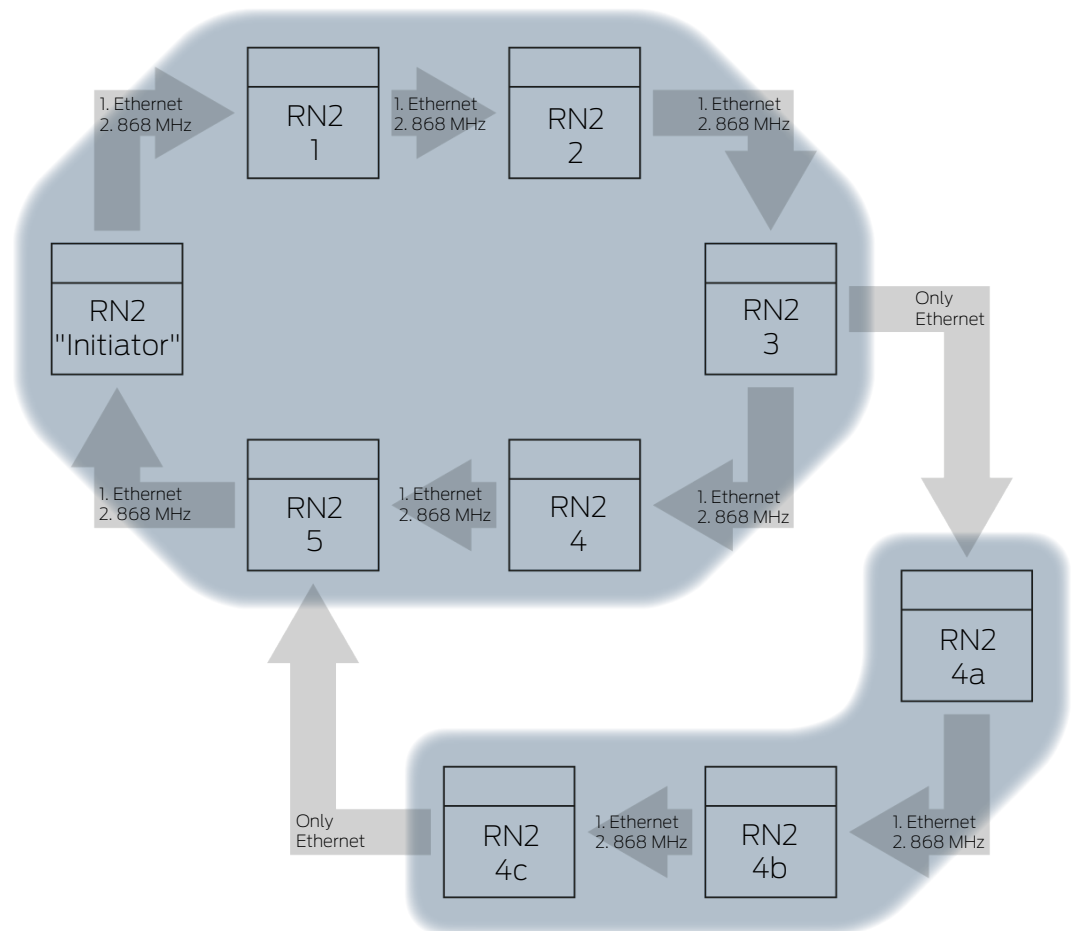 1. Ethernet
2. 868 MHz
RN2
1
1. Ethernet
2. 868 MHz
RN2
2
1. Ethernet
2. 868 MHz
RN2
"Initiator"
RN2
3
Only
Ethernet
1. Ethernet
2. 868 MHz
RN2
5
1. Ethernet
2. 868 MHz
RN2
4
1. Ethernet
2. 868 MHz
RN2
4a
Only
Ethernet
RN2
4c
1. Ethernet
2. 868 MHz
RN2
4b
1. Ethernet
2. 868 MHz